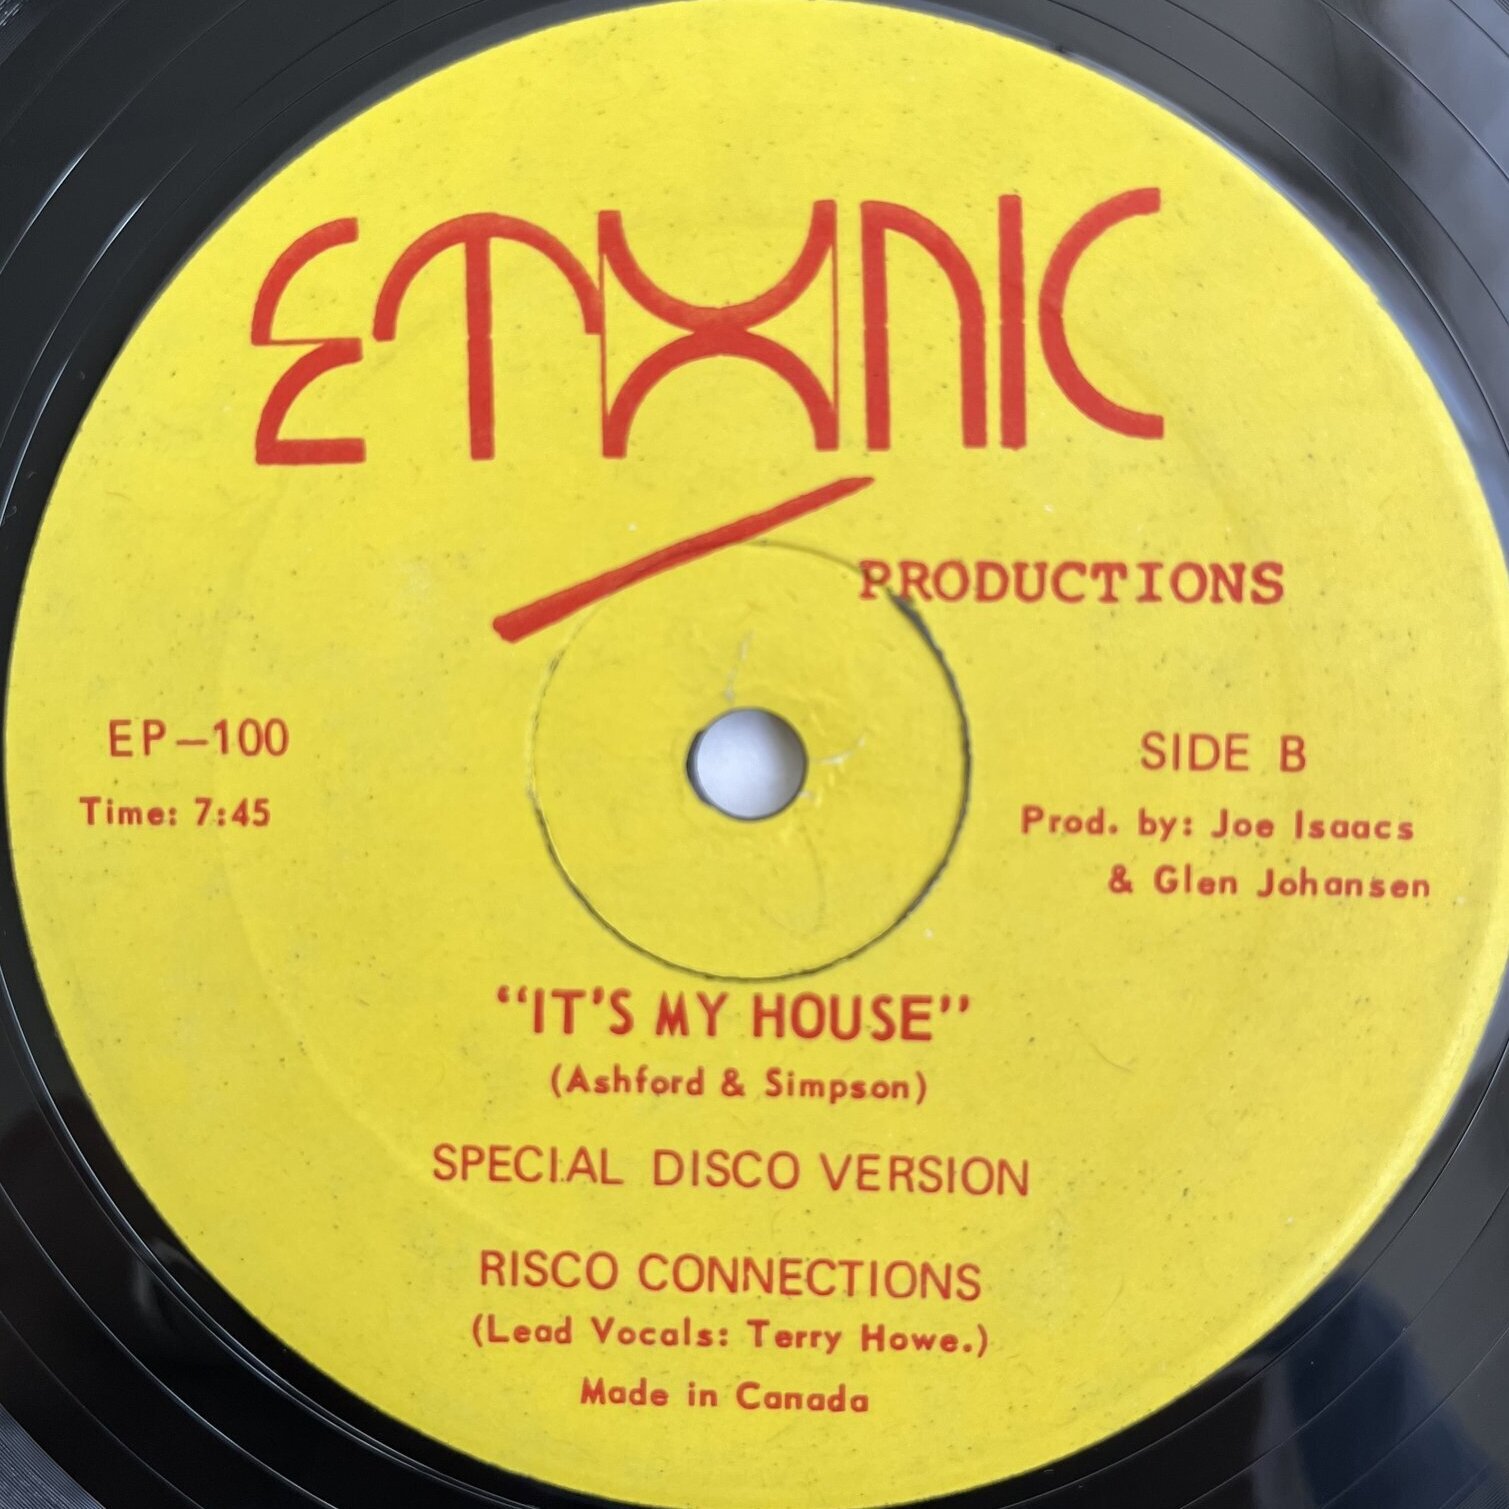 ETHNIC
PRODUCTIONS
EP-100
SIDE B
Time: 7:45
Prod. by: Joe Isaacs
& Glen Johansen
“IT'S MY HOUSE”
(Ashford & Simpson)
SPECIAL DISCO VERSION
RISCO CONNECTIONS
(Lead Vocals: Terry Howe.)
Made in Canada